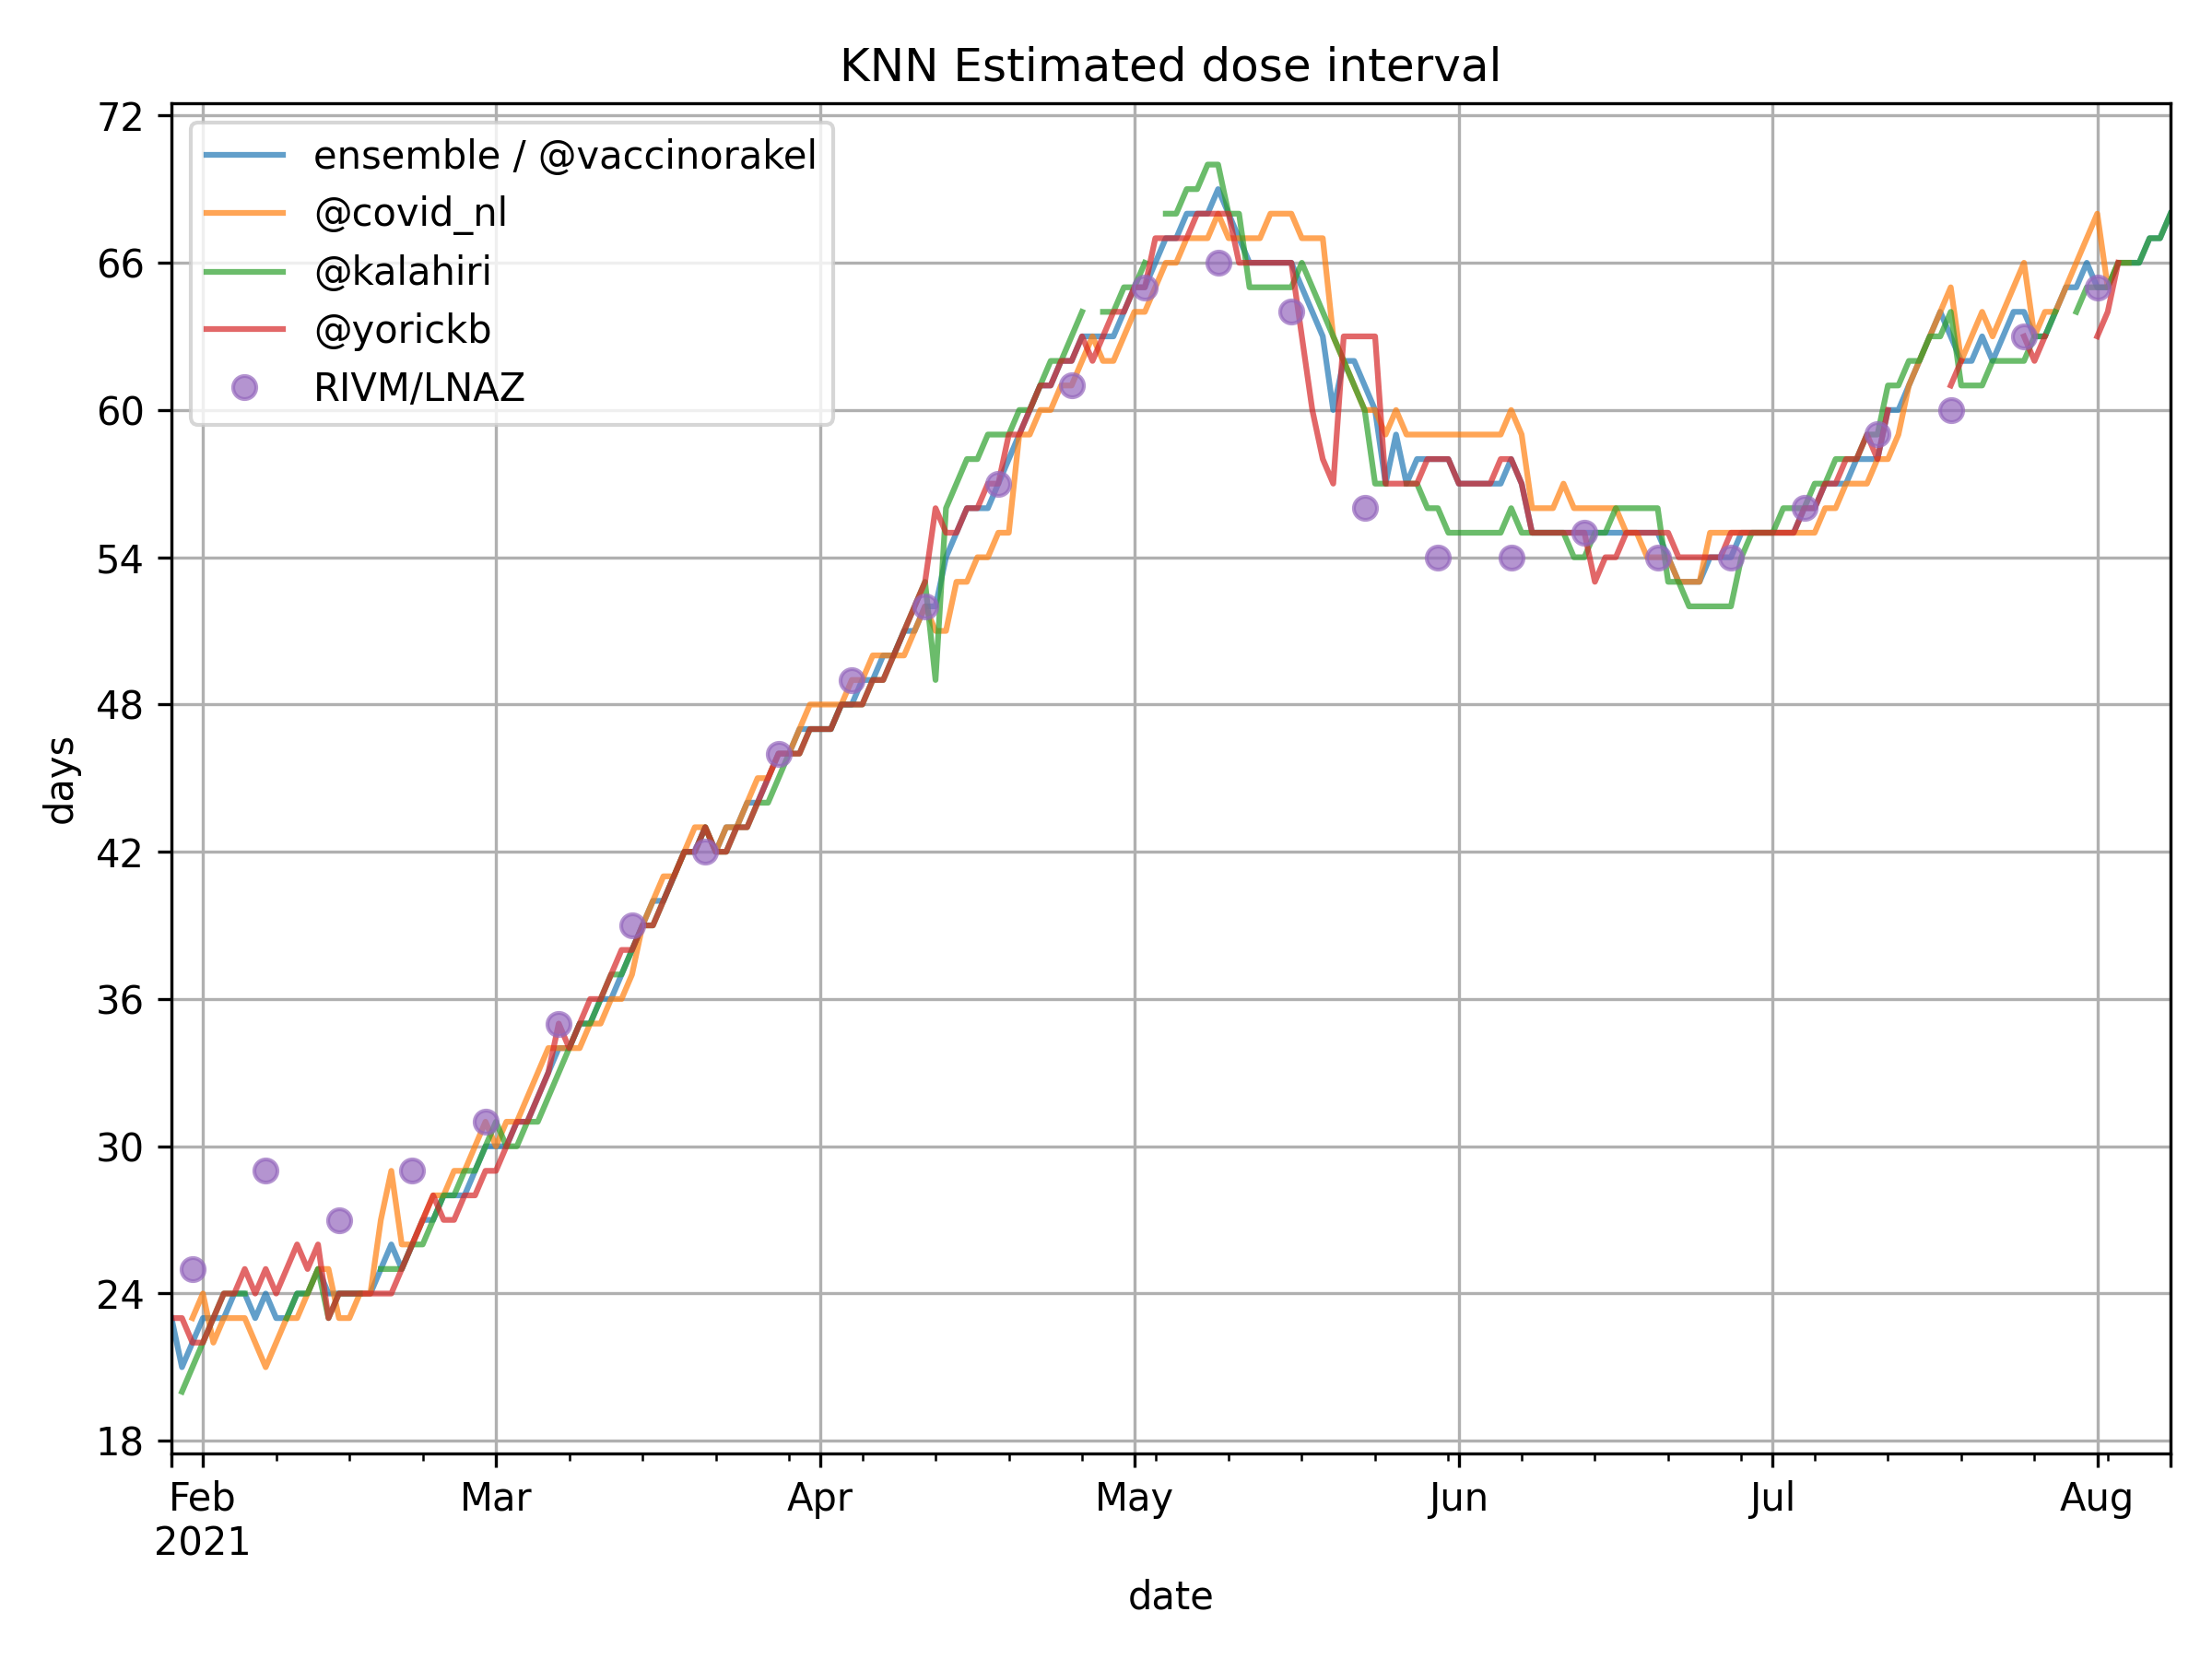 KNN Estimated dose interval
72
66
60
54
48
42
36
30
24
18
days
ensemble / @vaccinorakel
@covid_nl
@kalahiri
@yorickb
RIVM/LNAZ
Feb Mar Apr May Jun Jul Aug
2021
date